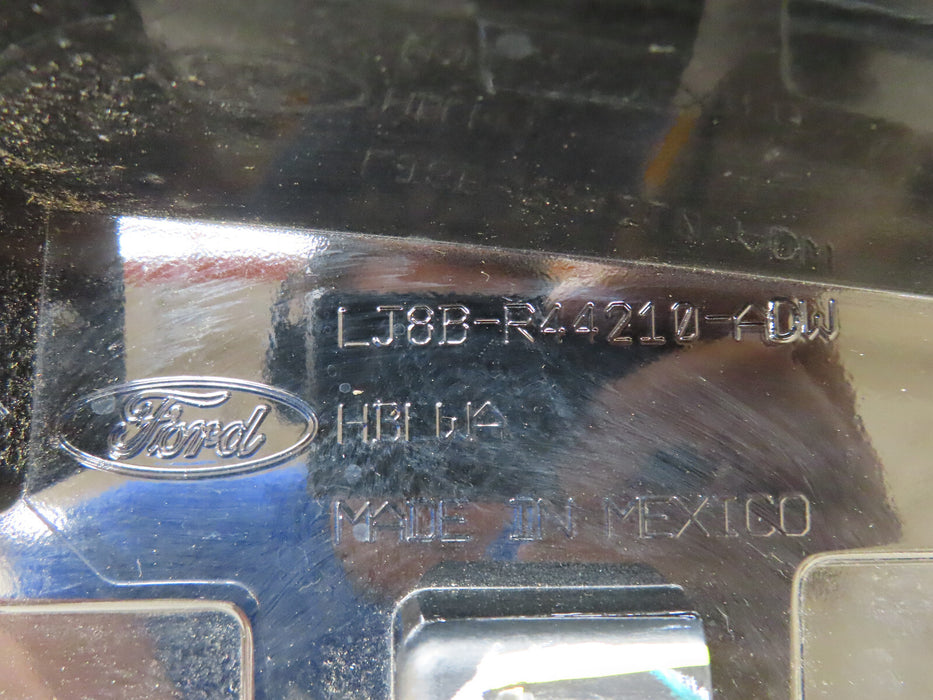 LJ8B-R44210-ADW
Ford
HBLWA
MADE IN MEXICO